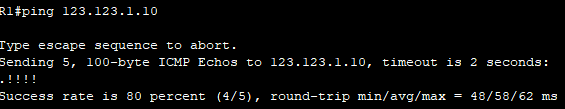 R1#ping 123.123.1.10
Type escape sequence to abort.
Sending 5, 100-byte ICMP Echos to 123.123.1.10, timeout is 2 seconds:
.!!!!
Success rate is 80 percent (4/5), round-trip min/avg/max = 48/58/62 ms